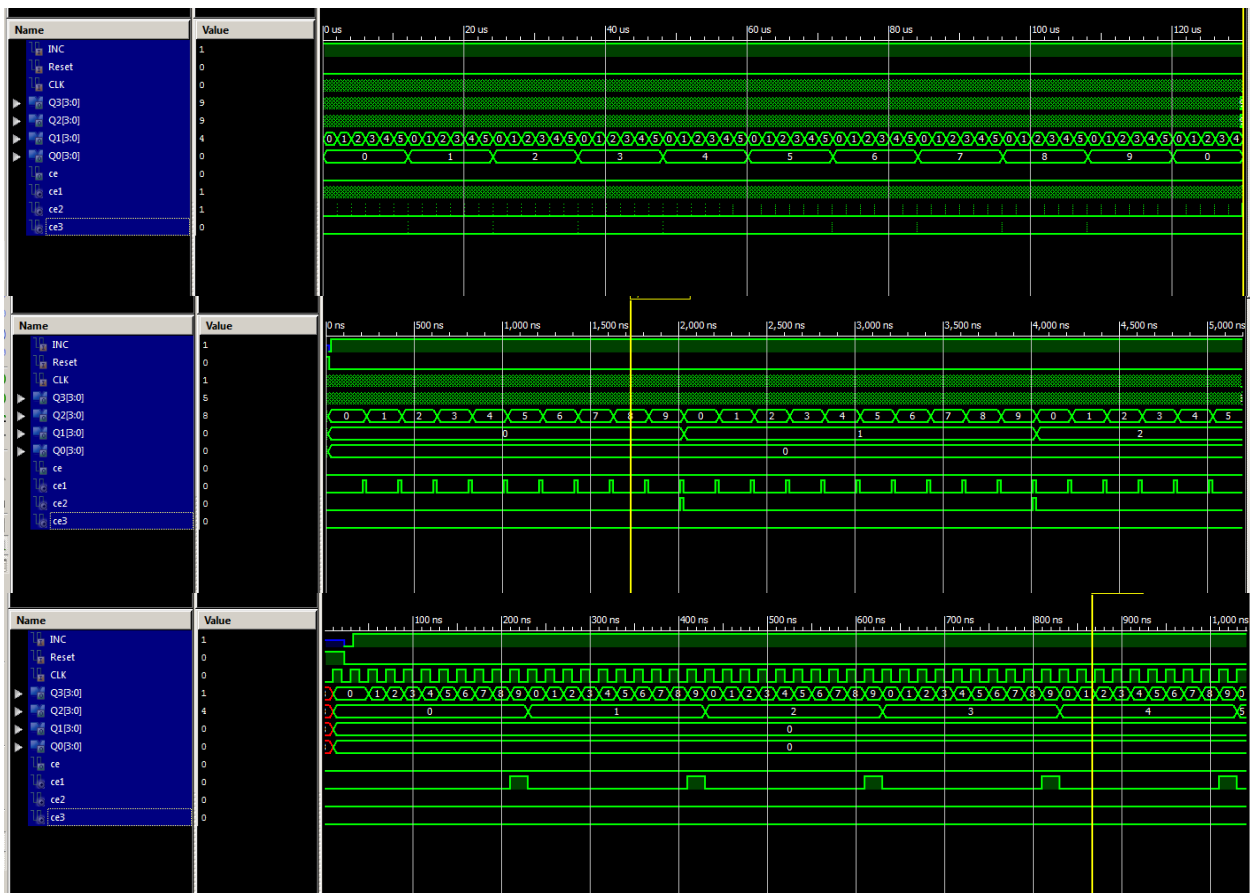 Name Value 0 us 20 us 40 us 60 us 80 us 100 us 120 us
INC 1
Reset 0
CLK 0
Q3[3:0] 9
Q2[3:0] 9
Q1[3:0] 4 0 1 2 3 4 5 0 1 2 3 4 5 0 1 2 3 4 5 0 1 2 3 4 5 0 1 2 3 4 5 0 1 2 3 4 5 0 1 2 3 4 5 0 1 2 3 4 5 0 1 2 3 4 5 0 1 2 3 4 5 0 1 2 3 4
Q0[3:0] 0 0 1 2 3 4 5 6 7 8 9 0
ce 0
ce1 1
ce2 1
ce3 0
Name Value 0 ns 500 ns 1,000 ns 1,500 ns 2,000 ns 2,500 ns 3,000 ns 3,500 ns 4,000 ns 4,500 ns 5,000 ns
INC 1
Reset 0
CLK 1
Q3[3:0] 5
Q2[3:0] 8 0 1 2 3 4 5 6 7 8 9 0 1 2 3 4 5 6 7 8 9 0 1 2 3 4 5
Q1[3:0] 0 0 1 2
Q0[3:0] 0 0
ce 0
ce1 0
ce2 0
ce3 0
Name Value 100 ns 200 ns 300 ns 400 ns 500 ns 600 ns 700 ns 800 ns 900 ns 1,000 ns
INC 1
Reset 0
CLK 0
Q3[3:0] 1 0 1 2 3 4 5 6 7 8 9 0 1 2 3 4 5 6 7 8 9 0 1 2 3 4 5 6 7 8 9 0 1 2 3 4 5 6 7 8 9 0 1 2 3 4 5 6 7 8 9 0
Q2[3:0] 4 0 1 2 3 4 5
Q1[3:0] 0 0
Q0[3:0] 0 0
ce 0
ce1 0
ce2 0
ce3 0